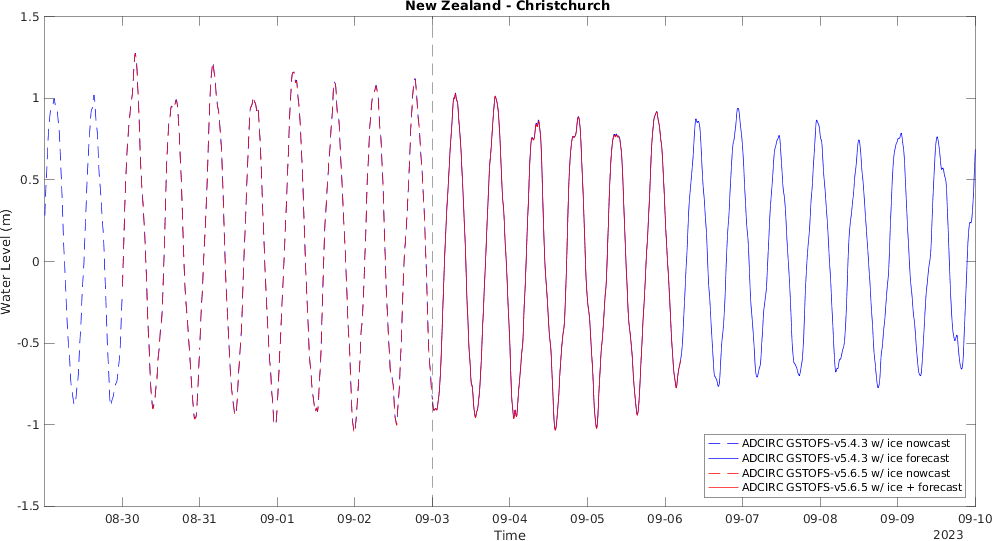 New Zealand - Christchurch
Water Level (m)
1.5
1
0.5
0
-0.5
-1
-1.5
ADCIRC GSTOFS-v5.4.3 w/ ice nowcast
ADCIRC GSTOFS-v5.4.3 w/ ice forecast
ADCIRC GSTOFS-v5.6.5 w/ ice nowcast
ADCIRC GSTOFS-v5.6.5 w/ ice + forecast
08-30 08-31 09-01 09-02 09-03 09-04 09-05 09-06 09-07 09-08 09-09 09-10
Time
2023